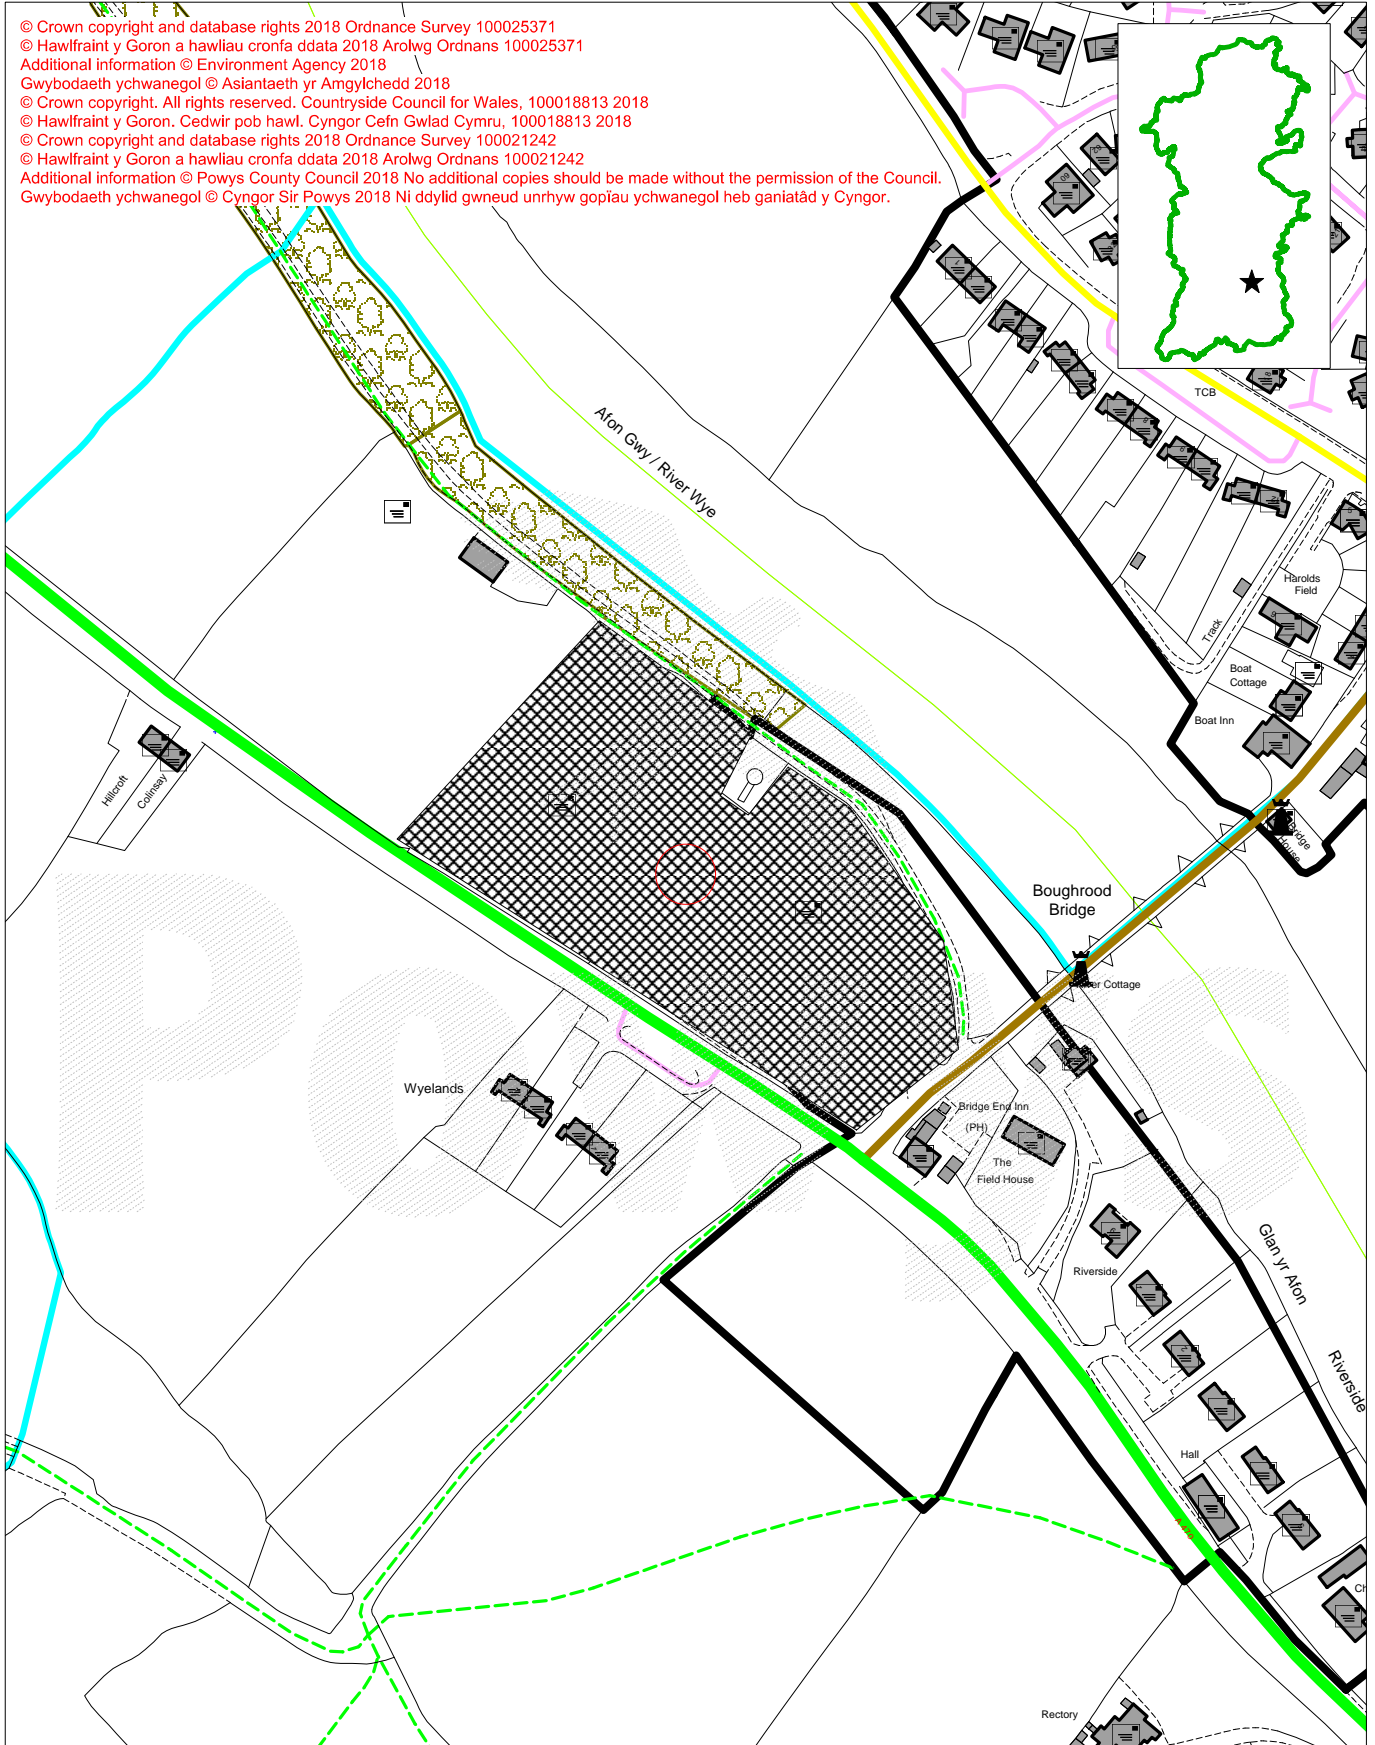 © Crown copyright and database rights 2018 Ordnance Survey 100025371
© Hawlfraint y Goron a hawliau cronfa ddata 2018 Arolwg Ordnans 100025371
Additional information © Environment Agency 2018
Gwybodaeth ychwanegol © Asiantaeth yr Amgylchedd 2018
© Crown copyright. All rights reserved. Countryside Council for Wales, 100018813 2018
© Hawlfraint y Goron. Cedwir pob hawl. Cyngor Cefn Gwlad Cymru, 100018813 2018
© Crown copyright and database rights 2018 Ordnance Survey 100021242
© Hawlfraint y Goron a hawliau cronfa ddata 2018 Arolwg Ordnans 100021242
Additional information © Powys County Council 2018 No additional copies should be made without the permission of the Council.
Gwybodaeth ychwanegol © Cyngor Sir Powys 2018 Ni ddylid gwneud unrhyw gopïau ychwanegol heb ganiatâd y Cyngor.
TCB
Afon Gwy / River Wye
Harolds
Field
Track
Boat
Cottage
Boat Inn
Hillcroft
Colinsay
Bridge
House
Boughrood
Bridge
Cottage
Powys
Wyelands
Bridge End Inn
(PH)
The
Field House
Glan yr Afon
Riverside
Riverside
Hall
A470
Ch
Rectory